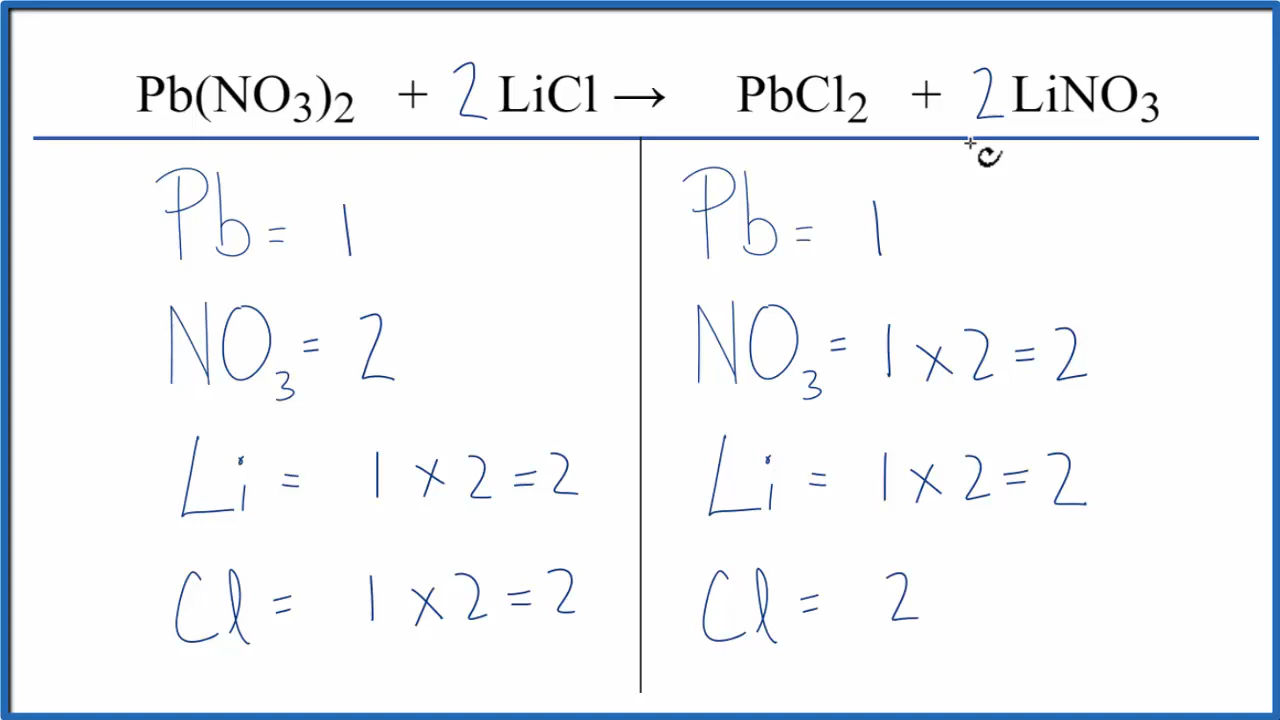 Pb(NO₃)₂ + 2 LiCl → PbCl₂ + 2 LiNO₃
Pb = 1
NO₃ = 2
Li = 1 × 2 = 2
Cl = 1 × 2 = 2
Pb = 1
NO₃ = 1 × 2 = 2
Li = 1 × 2 = 2
Cl = 2